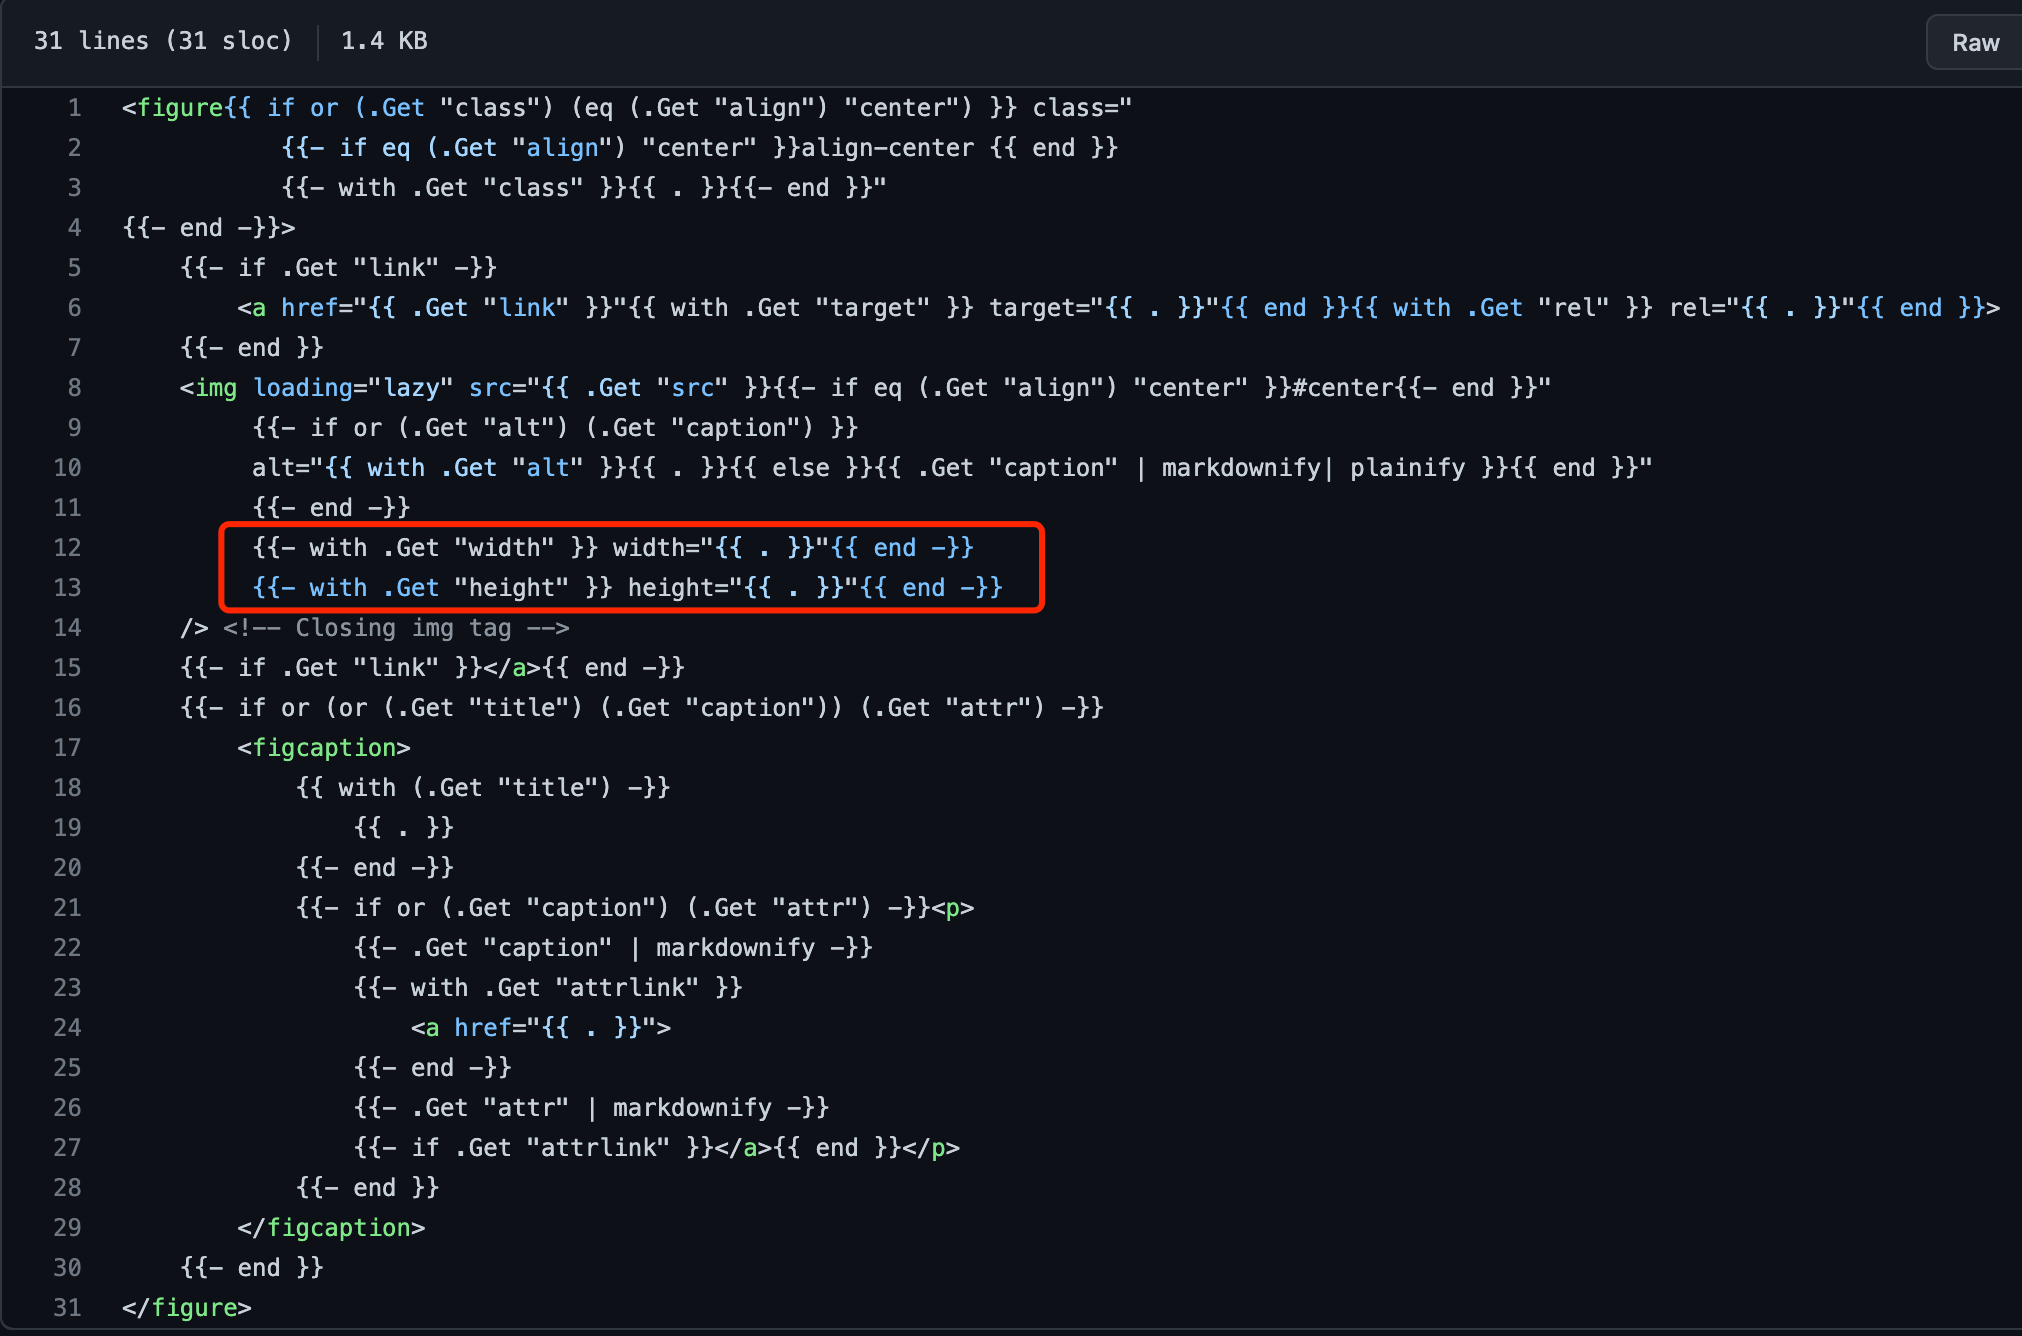 31 lines (31 sloc) 1.4 KB
Raw
1 <figure{{ if or (.Get "class") (eq (.Get "align") "center") }} class="
2 {{- if eq (.Get "align") "center" }}align-center {{ end }}
3 {{- with .Get "class" }}{{ . }}{{- end }}"
4 {{- end -}}>
5 {{- if .Get "link" -}}
6 <a href="{{ .Get "link" }}"{{ with .Get "target" }} target="{{ . }}"{{ end }}{{ with .Get "rel" }} rel="{{ . }}"{{ end }}>
7 {{- end }}
8 <img loading="lazy" src="{{ .Get "src" }}{{- if eq (.Get "align") "center" }}#center{{- end }}"
9 {{- if or (.Get "alt") (.Get "caption") }}
10 alt="{{ with .Get "alt" }}{{ . }}{{ else }}{{ .Get "caption" | markdownify| plainify }}{{ end }}"
11 {{- end -}}
12 {{- with .Get "width" }} width="{{ . }}"{{ end -}}
13 {{- with .Get "height" }} height="{{ . }}"{{ end -}}
14 /> <!-- Closing img tag -->
15 {{- if .Get "link" }}</a>{{ end -}}
16 {{- if or (or (.Get "title") (.Get "caption")) (.Get "attr") -}}
17 <figcaption>
18 {{ with (.Get "title") -}}
19 {{ . }}
20 {{- end -}}
21 {{- if or (.Get "caption") (.Get "attr") -}}<p>
22 {{- .Get "caption" | markdownify -}}
23 {{- with .Get "attrlink" }}
24 <a href="{{ . }}">
25 {{- end -}}
26 {{- .Get "attr" | markdownify -}}
27 {{- if .Get "attrlink" }}</a>{{ end }}</p>
28 {{- end }}
29 </figcaption>
30 {{- end }}
31 </figure>